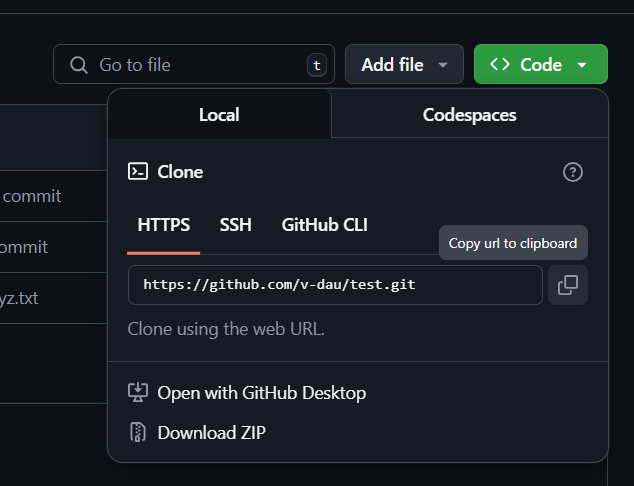 Go to file
t
Add file
Code
Local
Codespaces
commit
Clone
HTTPS
SSH
GitHub CLI
Copy url to clipboard
ommit
https://github.com/v-dau/test.git
yz.txt
Clone using the web URL.
Open with GitHub Desktop
Download ZIP